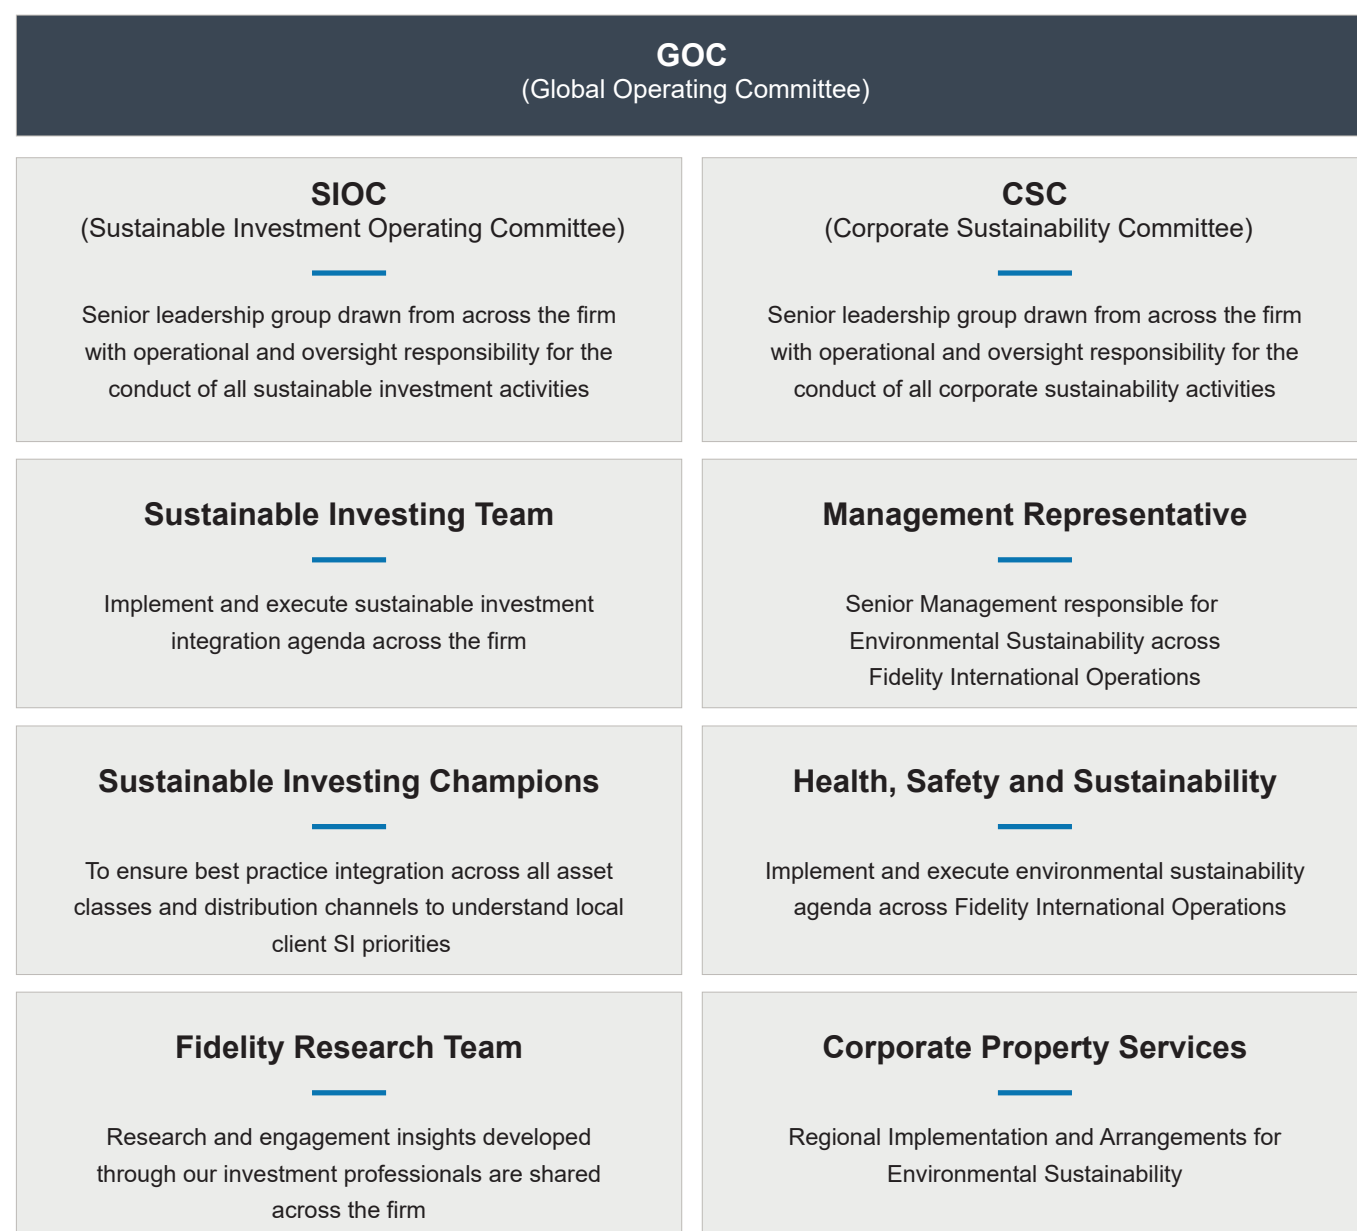 GOC
(Global Operating Committee)
SIOC
(Sustainable Investment Operating Committee)
Senior leadership group drawn from across the firm
with operational and oversight responsibility for the
conduct of all sustainable investment activities
CSC
(Corporate Sustainability Committee)
Senior leadership group drawn from across the firm
with operational and oversight responsibility for the
conduct of all corporate sustainability activities
Sustainable Investing Team
Implement and execute sustainable investment
integration agenda across the firm
Management Representative
Senior Management responsible for
Environmental Sustainability across
Fidelity International Operations
Sustainable Investing Champions
To ensure best practice integration across all asset
classes and distribution channels to understand local
client SI priorities
Health, Safety and Sustainability
Implement and execute environmental sustainability
agenda across Fidelity International Operations
Fidelity Research Team
Research and engagement insights developed
through our investment professionals are shared
across the firm
Corporate Property Services
Regional Implementation and Arrangements for
Environmental Sustainability